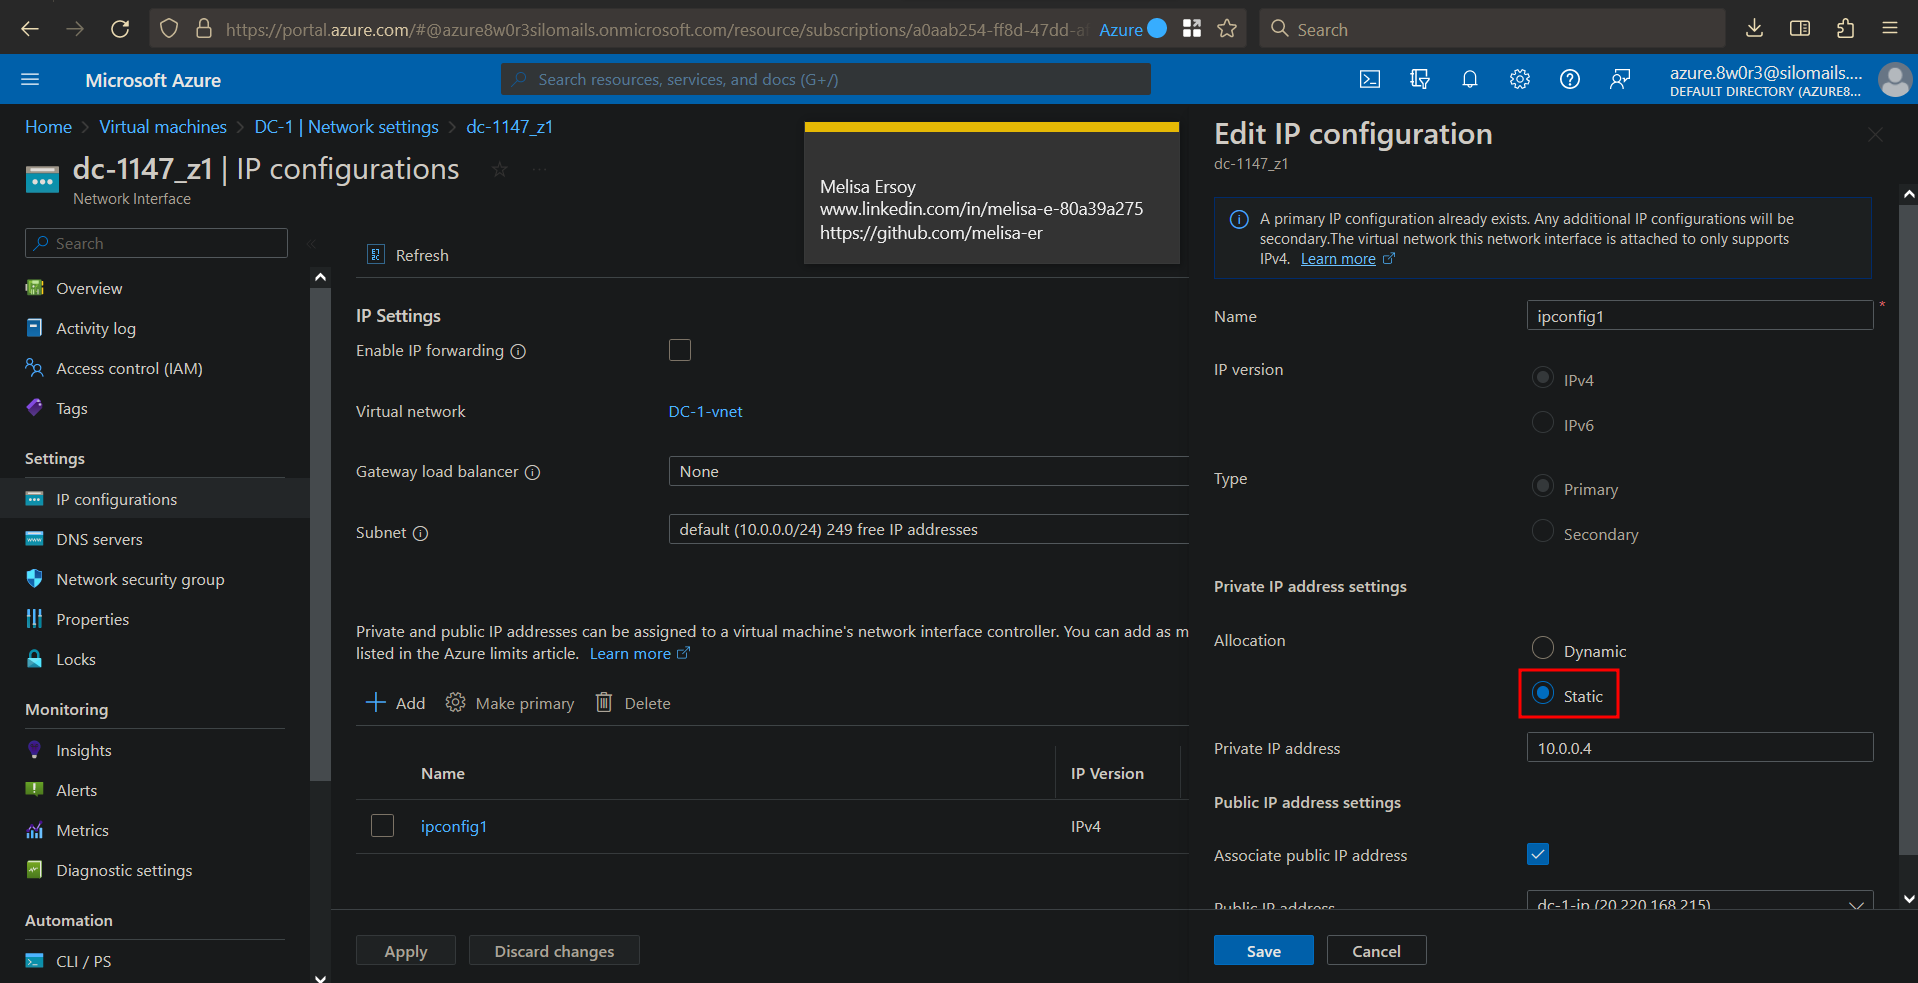 https://portal.azure.com/#@azure8w0r3silomails.onmicrosoft.com/resource/subscriptions/a0aab254-ff8d-47dd-a
Azure
Search
Microsoft Azure
Search resources, services, and docs (G+/)
azure.8w0r3@silomails....
DEFAULT DIRECTORY (AZURE8...
Home > Virtual machines > DC-1 | Network settings > dc-1147_z1
dc-1147_z1 | IP configurations
Network Interface
Search
Overview
Activity log
Access control (IAM)
Tags
Settings
IP configurations
DNS servers
Network security group
Properties
Locks
Monitoring
Insights
Alerts
Metrics
Diagnostic settings
Automation
CLI / PS
Melisa Ersoy
www.linkedin.com/in/melisa-e-80a39a275
https://github.com/melisa-er
Refresh
IP Settings
Enable IP forwarding
Virtual network
DC-1-vnet
Gateway load balancer
None
Subnet
default (10.0.0.0/24) 249 free IP addresses
Private and public IP addresses can be assigned to a virtual machine's network interface controller. You can add as m
listed in the Azure limits article. Learn more
Add
Make primary
Delete
Name
IP Version
ipconfig1
IPv4
Apply
Discard changes
Edit IP configuration
dc-1147_z1
A primary IP configuration already exists. Any additional IP configurations will be
secondary.The virtual network this network interface is attached to only supports
IPv4. Learn more
Name
ipconfig1
*
IP version
IPv4
IPv6
Type
Primary
Secondary
Private IP address settings
Allocation
Dynamic
Static
Private IP address
10.0.0.4
Public IP address settings
Associate public IP address
Public IP address
dc-1-ip (20.220.168.215)
Save
Cancel